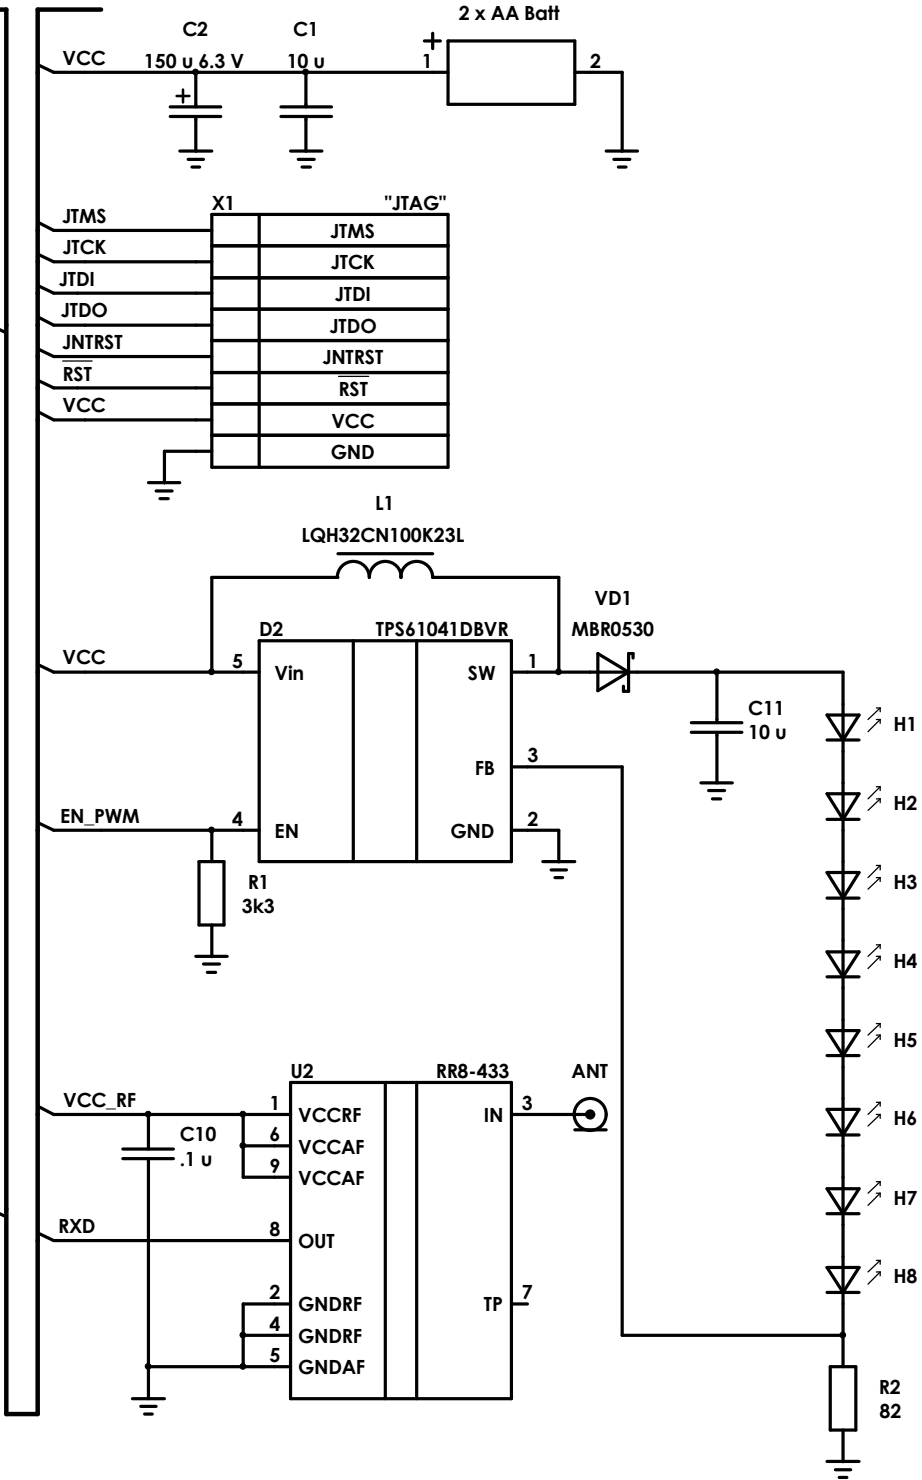 2 x AA Batt
C2
C1
VCC
150 u 6.3 V
10 u
+
1
2
+
X1
"JTAG"
JTMS
JTMS
JTCK
JTCK
JTDI
JTDI
JTDO
JTDO
JNTRST
JNTRST
RST
RST
VCC
VCC
GND
L1
LQH32CN100K23L
VD1
MBR0530
D2
TPS61041DBVR
VCC
5
Vin
SW
1
C11
10 u
H1
FB
3
H2
EN_PWM
4
EN
GND
2
R1
3k3
H3
H4
H5
U2
RR8-433
ANT
VCC_RF
1
VCCRF
IN
3
H6
C10
.1 u
6
VCCAF
9
VCCAF
H7
RXD
8
OUT
H8
2
GNDRF
TP
7
4
GNDRF
5
GNDAF
R2
82